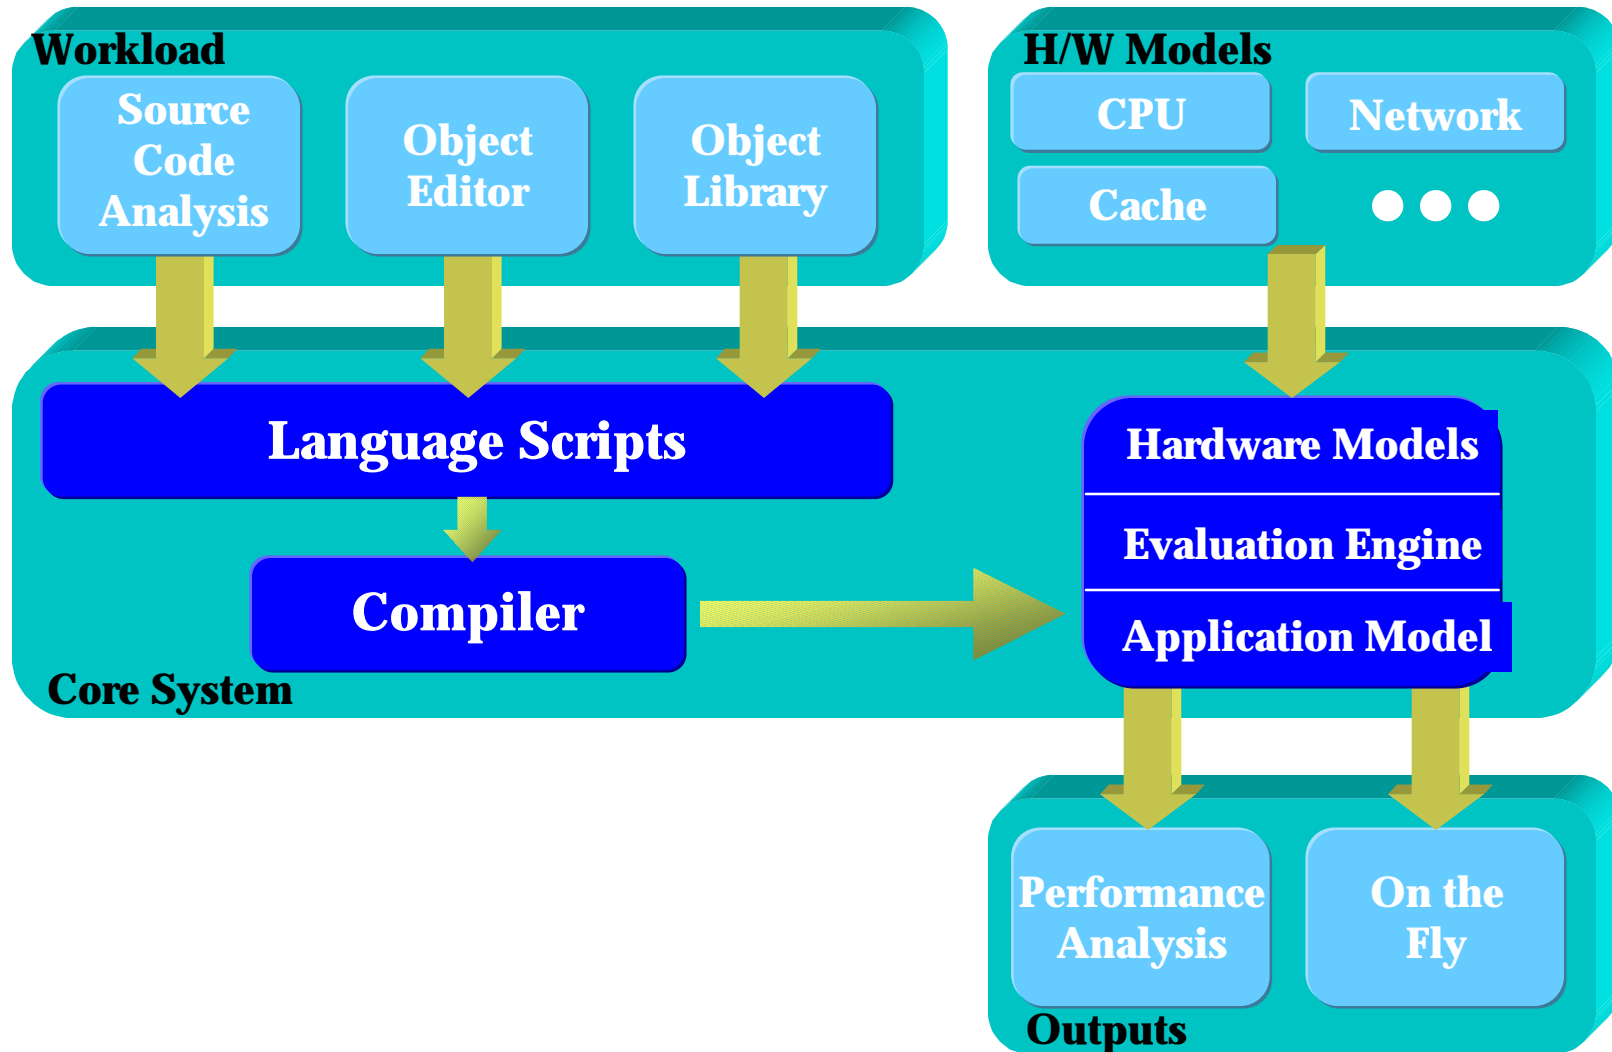 Workload
Source
Code
Analysis
Object
Editor
Object
Library
H/W Models
CPU
Network
Cache
Language Scripts
Compiler
Core System
Hardware Models
Evaluation Engine
Application Model
Performance
Analysis
On the
Fly
Outputs